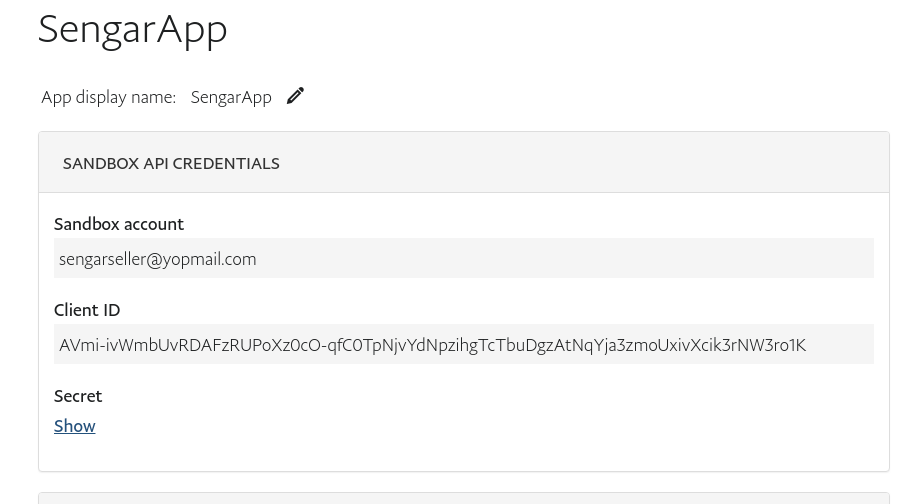 SengarApp
App display name: SengarApp
SANDBOX API CREDENTIALS
Sandbox account
sengarseller@yopmail.com
Client ID
AVmi-ivWmbUvRDAFzRUPoXz0cO-qfC0TpNjvYdNpzihgTcTbuDgzAtNqYja3zmoUxivXcik3rNW3ro1K
Secret
Show